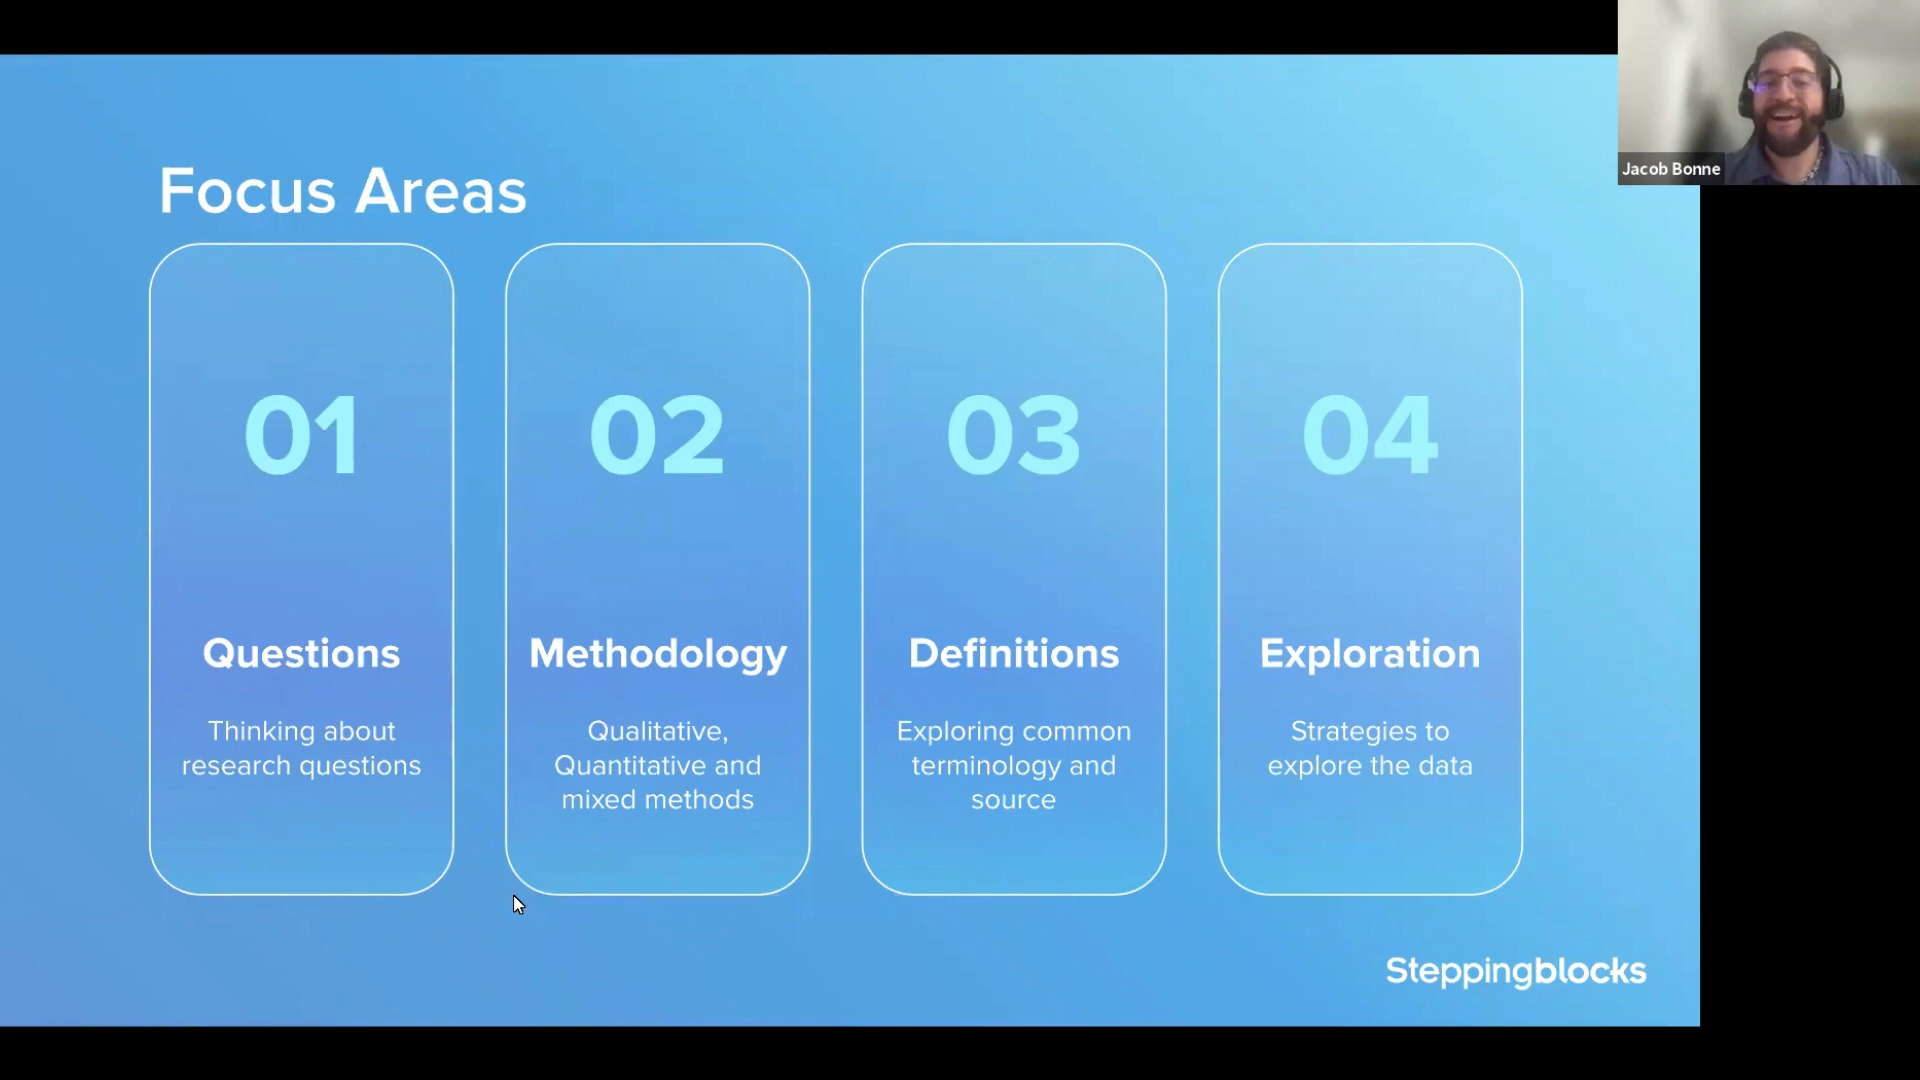 Jacob Bonne
Focus Areas
01
Questions
Thinking about
research questions
02
Methodology
Qualitative,
Quantitative and
mixed methods
03
Definitions
Exploring common
terminology and
source
04
Exploration
Strategies to
explore the data
Steppingblocks